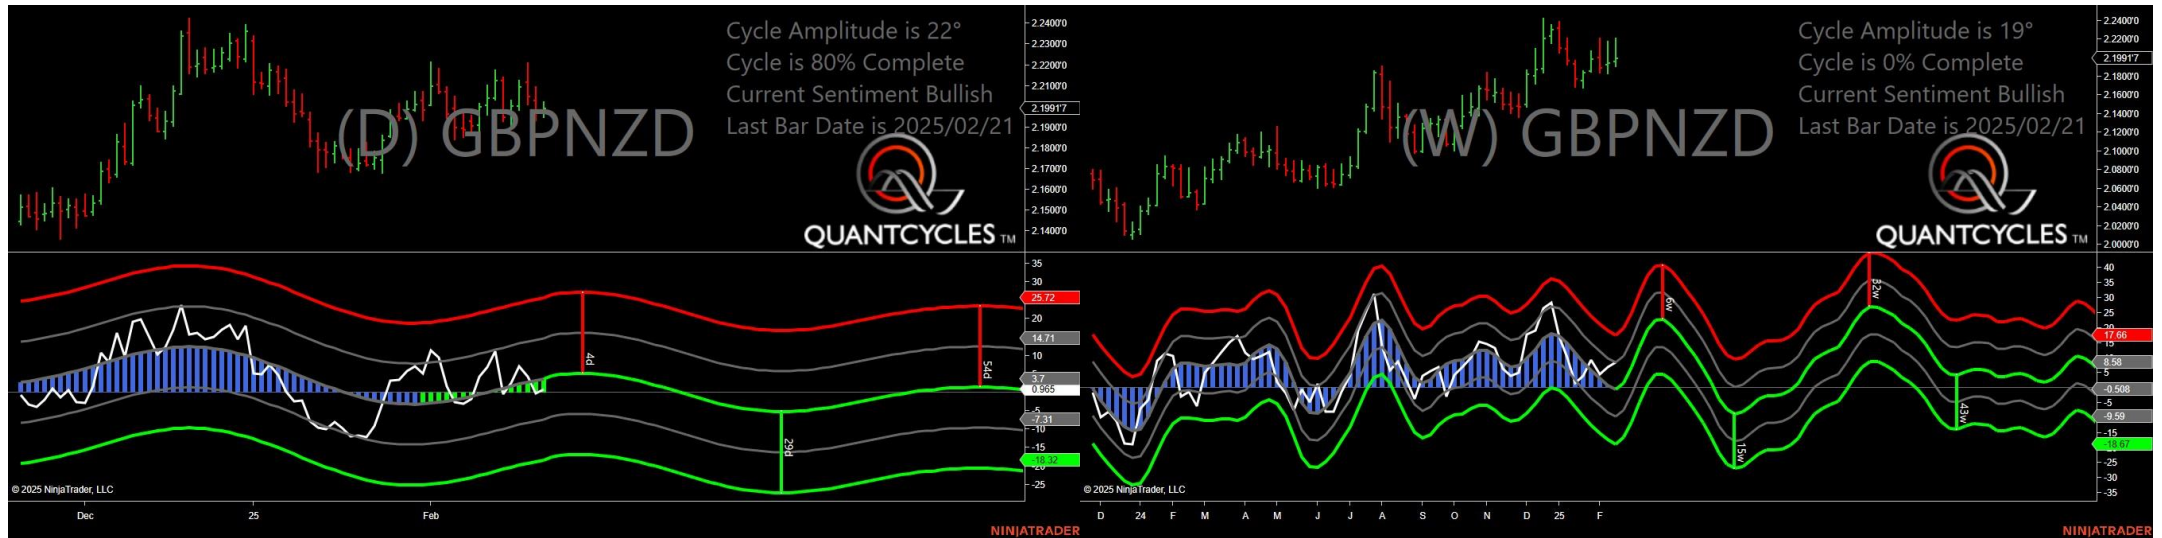 Cycle Amplitude is 22°
Cycle is 80% Complete
Current Sentiment Bullish
Last Bar Date is 2025/02/21
(D) GBPNZD
QUANTCYCLES TM
2.2400'0
2.2300'0
2.2200'0
2.2100'0
2.1991'7
2.1900'0
2.1700'0
2.1600'0
2.1500'0
2.1400'0
35
30
25.72
20
14.71
10
3.7
0.965
-5
-7.31
-10
-15
-18.32
-25
4d
29d
54d
© 2025 NinjaTrader, LLC
Dec 25 Feb
NINJATRADER
Cycle Amplitude is 19°
Cycle is 0% Complete
Current Sentiment Bullish
Last Bar Date is 2025/02/21
(W) GBPNZD
QUANTCYCLES TM
2.2400'0
2.2200'0
2.1991'7
2.1800'0
2.1600'0
2.1400'0
2.1200'0
2.1000'0
2.0800'0
2.0600'0
2.0400'0
2.0200'0
2.0000'0
40
35
30
25
17.66
15
8.58
5
-0.508
-5
-9.59
-15
-18.67
-25
-30
-35
6w
15w
32w
43w
© 2025 NinjaTrader, LLC
D 24 F M A M J J A S O N D 25 F
NINJATRADER